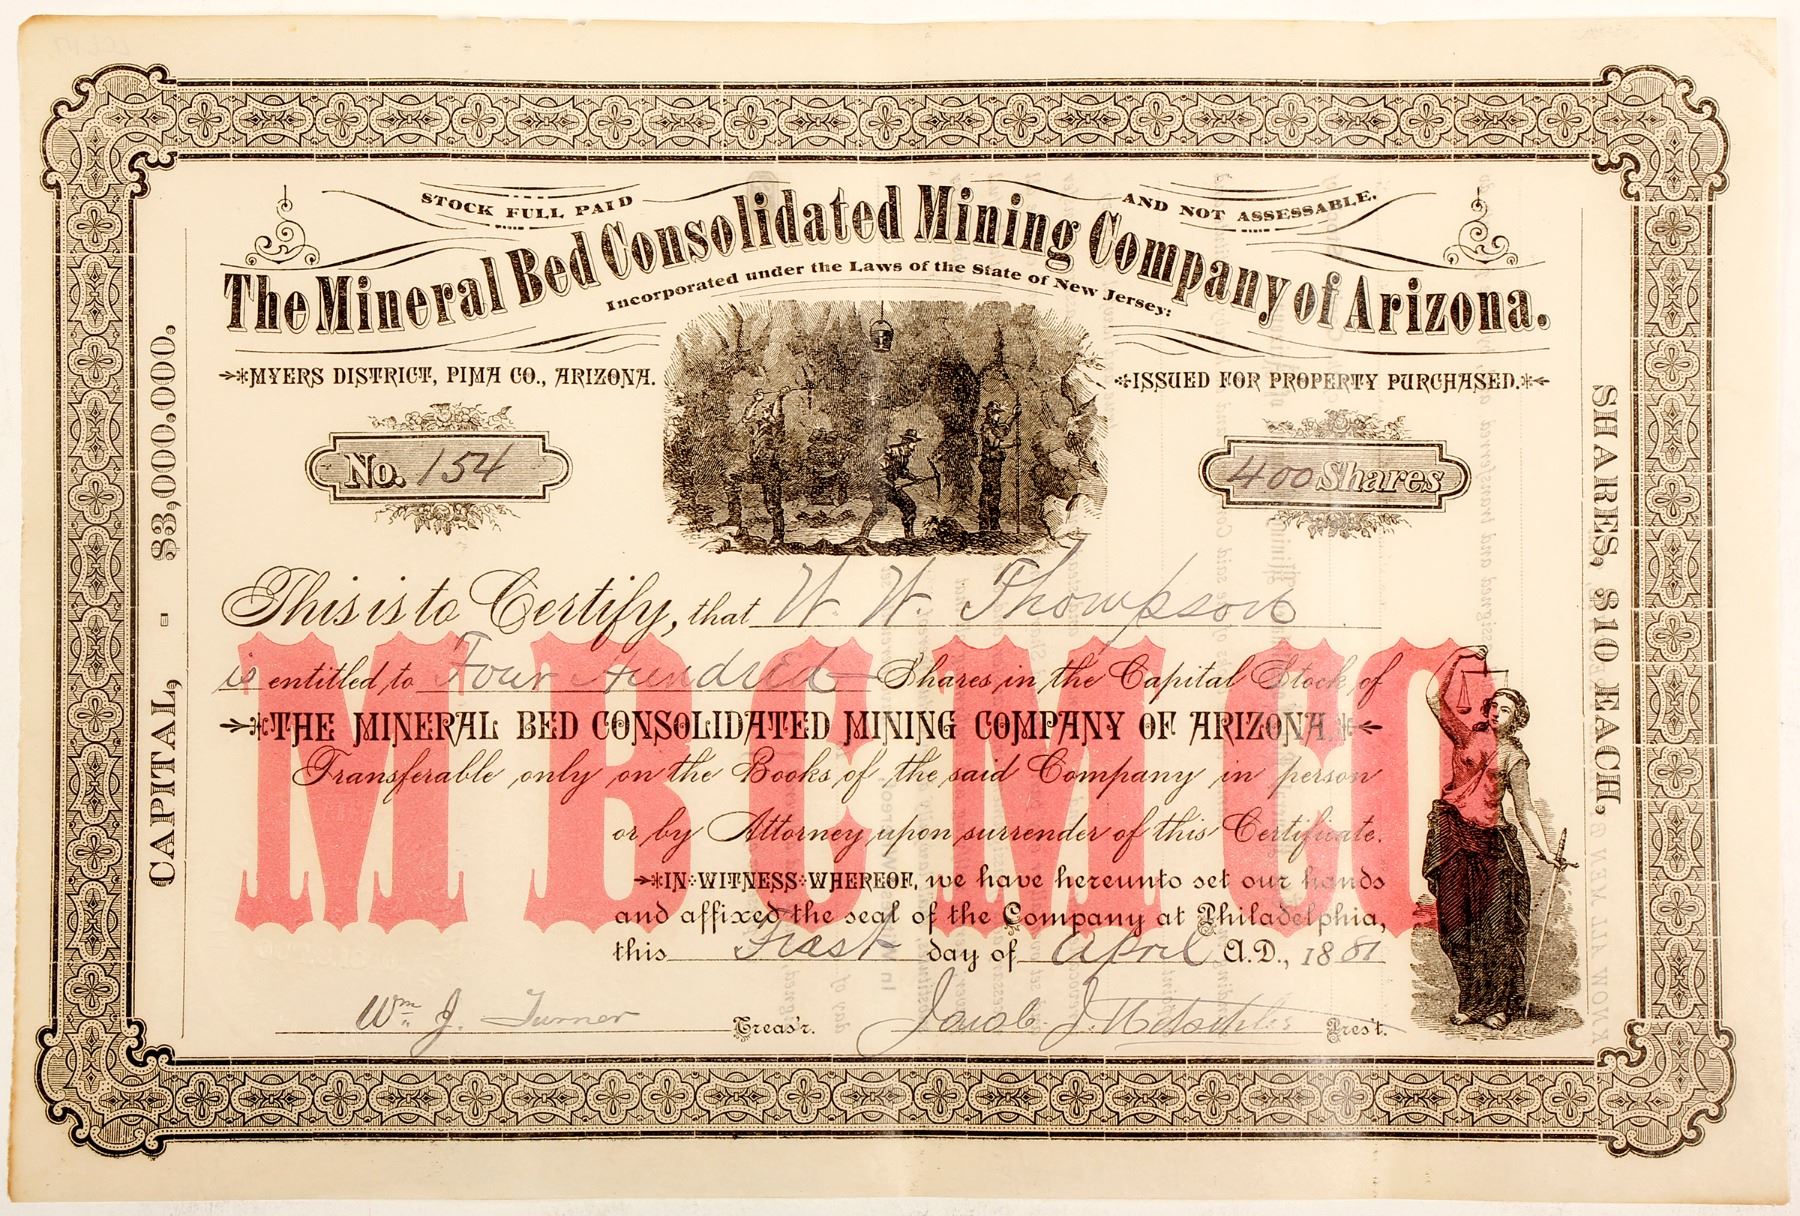 STOCK FULL PAID AND NOT ASSESSABLE.
The Mineral Bed Consolidated Mining Company of Arizona.
Incorporated under the Laws of the State of New Jersey:
MYERS DISTRICT, PIMA CO., ARIZONA.
ISSUED FOR PROPERTY PURCHASED.
No. 154
400 Shares
CAPITAL, - $3,000.000.
SHARES, $10 EACH,
This is to Certify, that W W Thompson
is entitled to Four Hundred Shares in the Capital Stock of
THE MINERAL BED CONSOLIDATED MINING COMPANY OF ARIZONA
Transferable only on the Books of the said Company in person
or by Attorney upon surrender of this Certificate.
IN WITNESS WHEREOF, we have hereunto set our hands
and affixed the seal of the Company at Philadelphia,
this First day of April A.D., 1881
Wm J. Turner Treas'r.
Jacob J. Pres't.
M B C M CO
KNOW ALL MEN